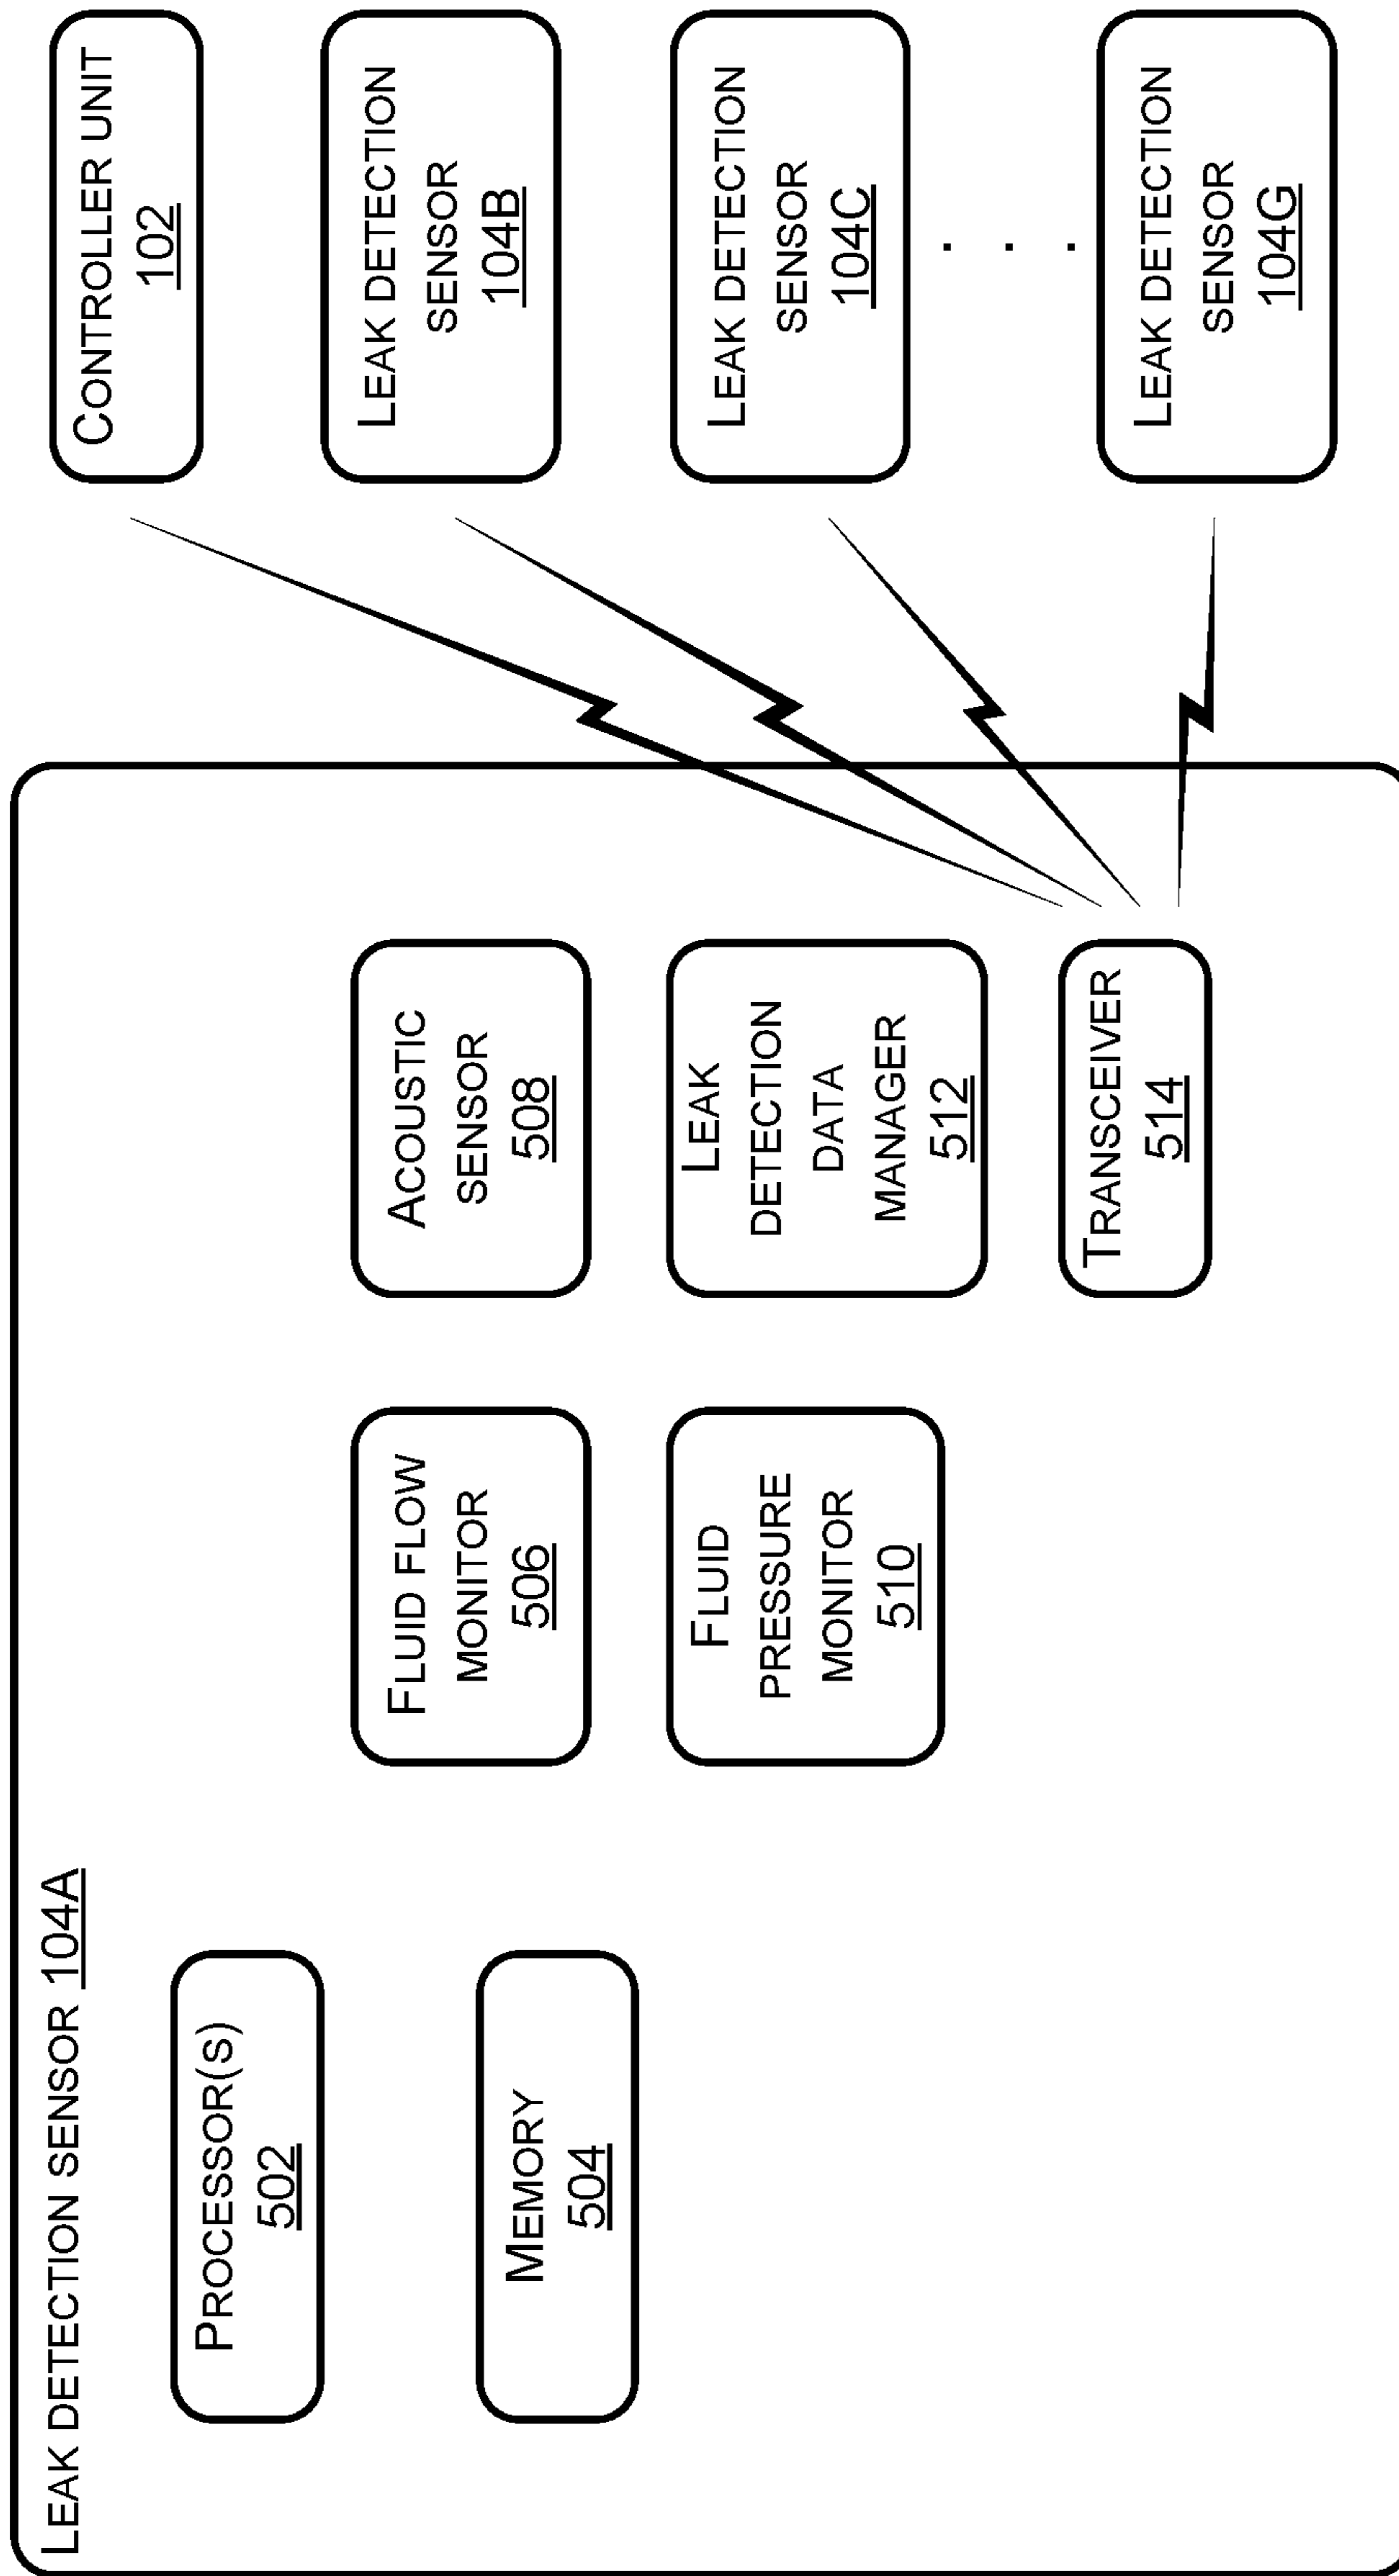 LEAK DETECTION SENSOR 104A
PROCESSOR(S)
502
MEMORY
504
FLUID FLOW
MONITOR
506
ACOUSTIC
SENSOR
508
FLUID
PRESSURE
MONITOR
510
LEAK
DETECTION
DATA
MANAGER
512
TRANSCEIVER
514
CONTROLLER UNIT
102
LEAK DETECTION
SENSOR
104B
LEAK DETECTION
SENSOR
104C
. . .
LEAK DETECTION
SENSOR
104G